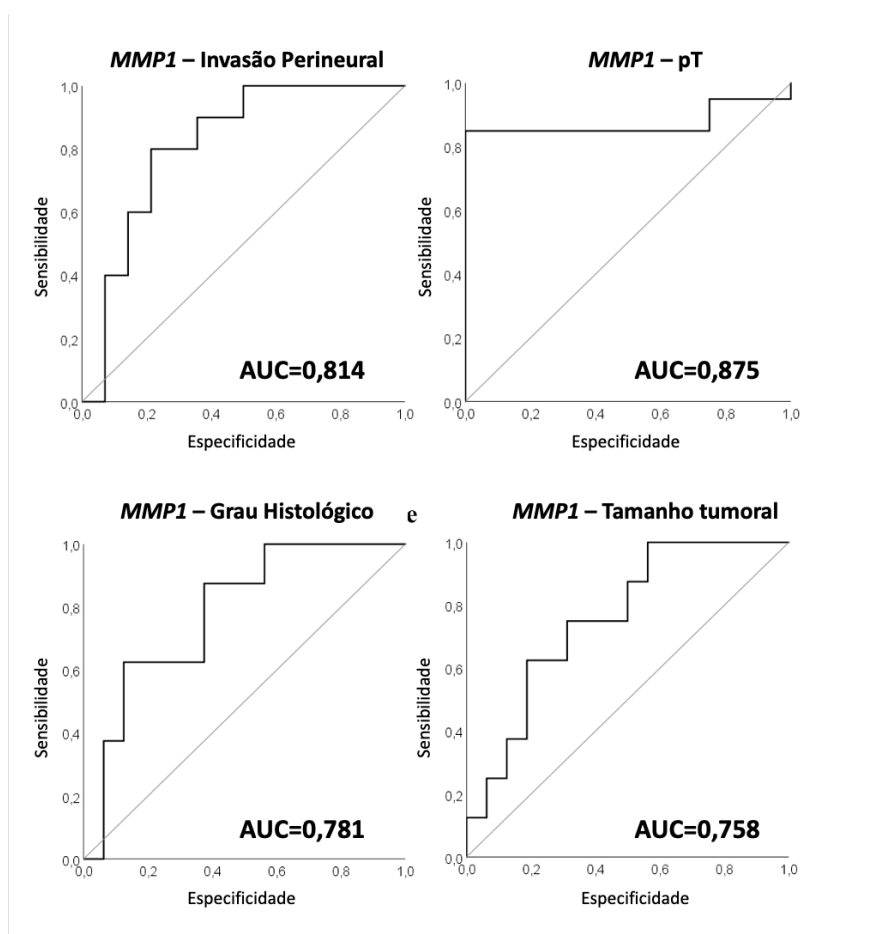 MMP1 – Invasão Perineural
1,0
0,8
0,6
0,4
0,2
0,0
Sensibilidade
AUC=0,814
0,0 0,2 0,4 0,6 0,8 1,0
Especificidade
MMP1 – pT
1,0
0,8
0,6
0,4
0,2
0,0
Sensibilidade
AUC=0,875
0,0 0,2 0,4 0,6 0,8 1,0
Especificidade
MMP1 – Grau Histológico
e
1,0
0,8
0,6
0,4
0,2
0,0
Sensibilidade
AUC=0,781
0,0 0,2 0,4 0,6 0,8 1,0
Especificidade
MMP1 – Tamanho tumoral
1,0
0,8
0,6
0,4
0,2
0,0
Sensibilidade
AUC=0,758
0,0 0,2 0,4 0,6 0,8 1,0
Especificidade